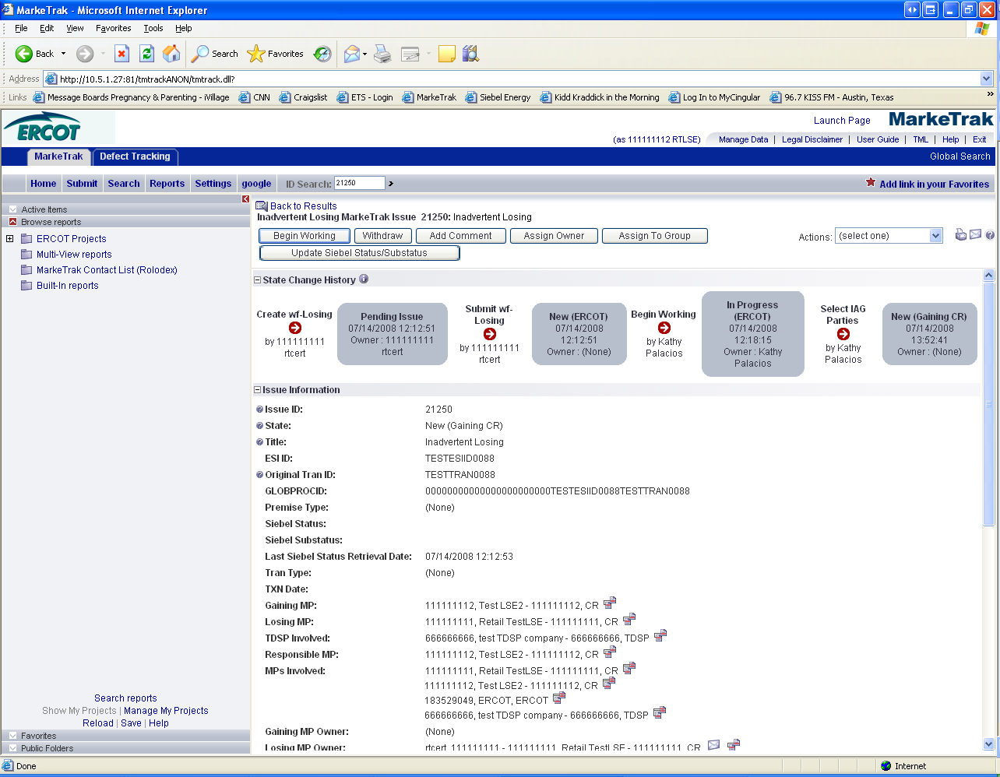 MarkeTrak - Microsoft Internet Explorer
File Edit View Favorites Tools Help
Back Search Favorites
Address http://10.5.1.27:81/tmtrackANON/tmtrack.dll?
Links Message Boards Pregnancy & Parenting - iVillage CNN Craigslist ETS - Login MarkeTrak Siebel Energy Kidd Kraddick in the Morning Log In to MyCingular 96.7 KISS FM - Austin, Texas »
ERCOT Launch Page MarkeTrak
(as 111111112 RTLSE) Manage Data | Legal Disclaimer | User Guide | TML | Help | Exit
MarkeTrak Defect Tracking Global Search
Home Submit Search Reports Settings google ID Search: 21250 Add link in your Favorites
Active Items
Browse reports
ERCOT Projects
Multi-View reports
MarkeTrak Contact List (Rolodex)
Built-In reports
Search reports
Show My Projects | Manage My Projects
Reload | Save | Help
Favorites
Public Folders
Back to Results
Inadvertent Losing MarkeTrak Issue 21250: Inadvertent Losing
Begin Working Withdraw Add Comment Assign Owner Assign To Group Actions: (select one)
Update Siebel Status/Substatus
State Change History
Create wf-Losing
by 111111111
rtcert
Pending Issue
07/14/2008 12:12:51
Owner : 111111111
rtcert
Submit wf-
Losing
by 111111111
rtcert
New (ERCOT)
07/14/2008
12:12:51
Owner : (None)
Begin Working
by Kathy
Palacios
In Progress
(ERCOT)
07/14/2008
12:18:15
Owner : Kathy
Palacios
Select IAG
Parties
by Kathy
Palacios
New (Gaining CR)
07/14/2008
13:52:41
Owner : (None)
Issue Information
Issue ID: 21250
State: New (Gaining CR)
Title: Inadvertent Losing
ESI ID: TESTESIID0088
Original Tran ID: TESTTRAN0088
GLOBPROCID: 00000000000000000000000TESTESIID0088TESTTRAN0088
Premise Type: (None)
Siebel Status:
Siebel Substatus:
Last Siebel Status Retrieval Date: 07/14/2008 12:12:53
Tran Type: (None)
TXN Date:
Gaining MP: 111111112, Test LSE2 - 111111112, CR
Losing MP: 111111111, Retail TestLSE - 111111111, CR
TDSP Involved: 666666666, test TDSP company - 666666666, TDSP
Responsible MP: 111111112, Test LSE2 - 111111112, CR
MPs Involved: 111111111, Retail TestLSE - 111111111, CR
111111112, Test LSE2 - 111111112, CR
183529049, ERCOT, ERCOT
666666666, test TDSP company - 666666666, TDSP
Gaining MP Owner: (None)
Losing MP Owner: rtcert, 111111111 - 111111111, Retail TestLSE - 111111111, CR
Done Internet